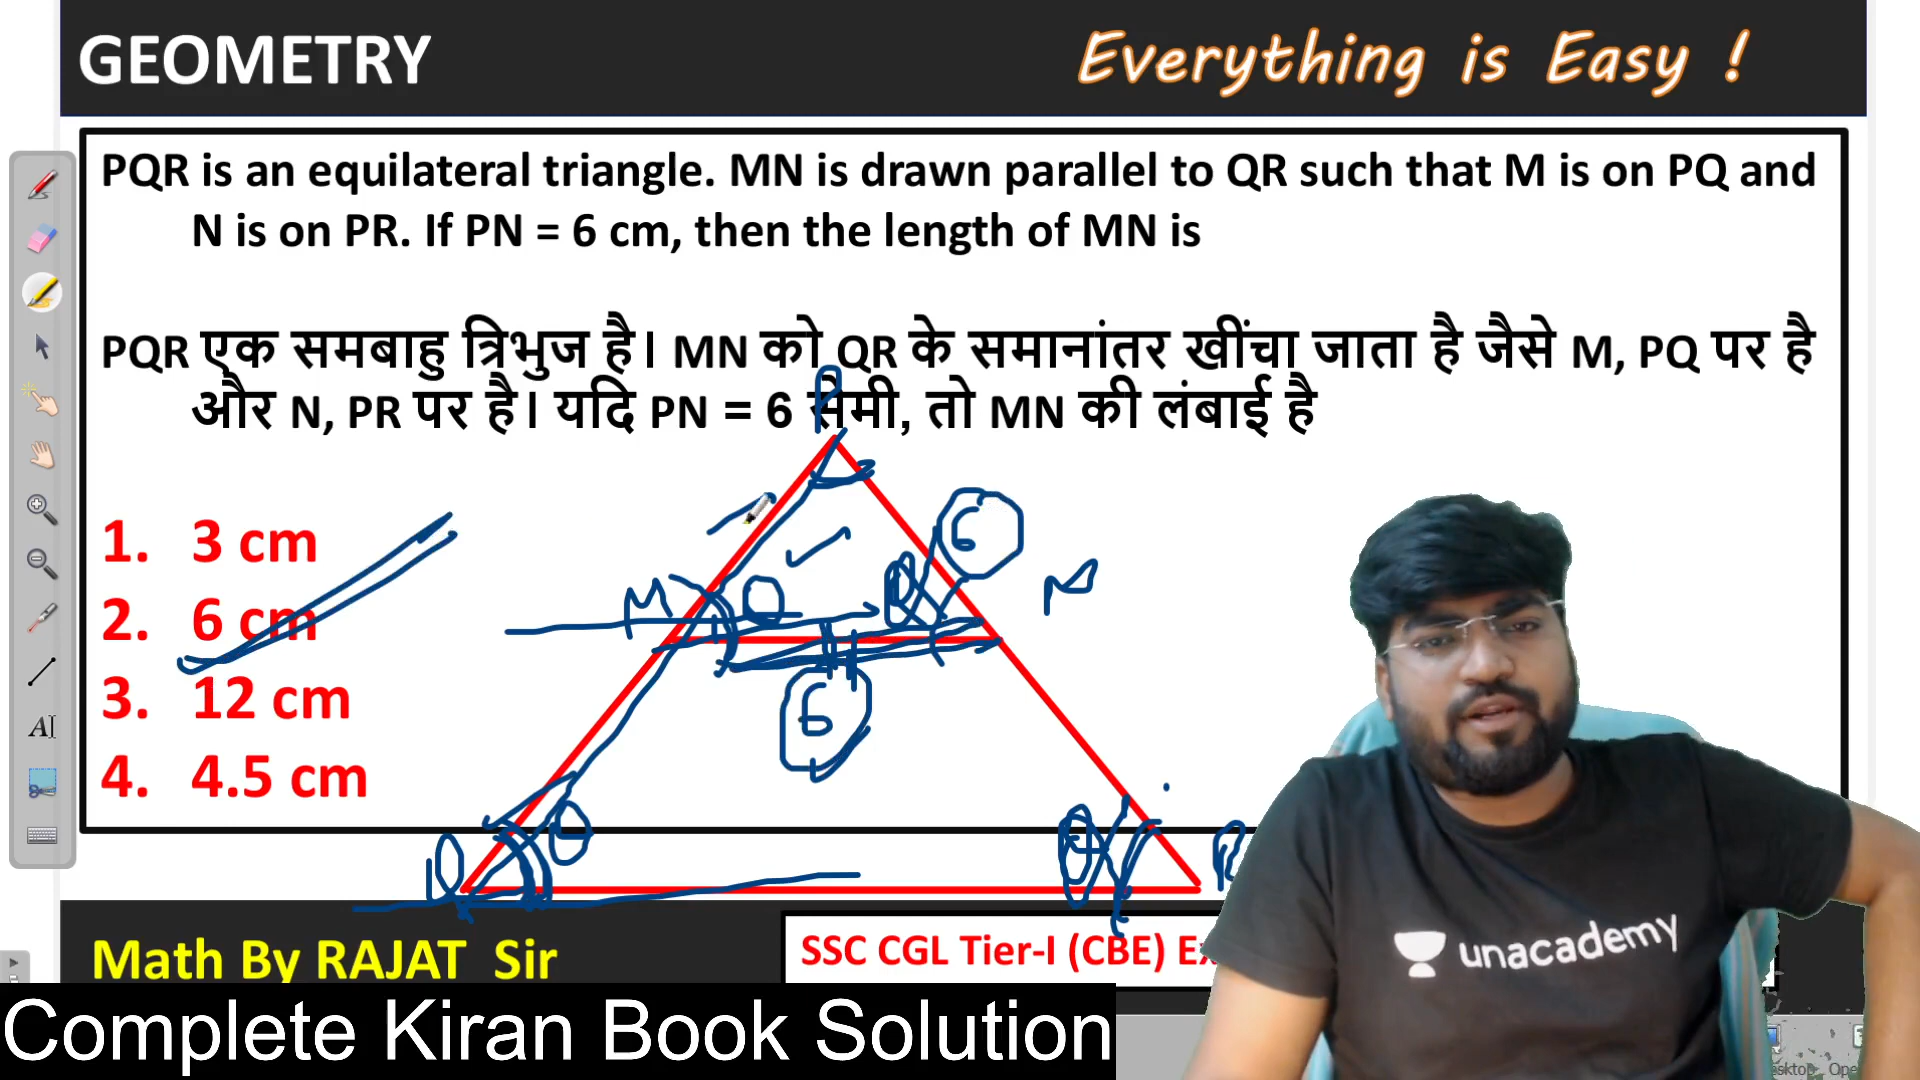 GEOMETRY
Everything is Easy !
PQR is an equilateral triangle. MN is drawn parallel to QR such that M is on PQ and
N is on PR. If PN = 6 cm, then the length of MN is
PQR एक समबाहु त्रिभुज है। MN को QR के समानांतर खींचा जाता है जैसे M, PQ पर है
और N, PR पर है। यदि PN = 6 सेमी, तो MN की लंबाई है
P
1. 3 cm
6
M θ θ N
2. 6 cm
3. 12 cm
6
4. 4.5 cm
θ θ
Q R
Math By RAJAT Sir
SSC CGL Tier-I (CBE)
unacademy
Complete Kiran Book Solution